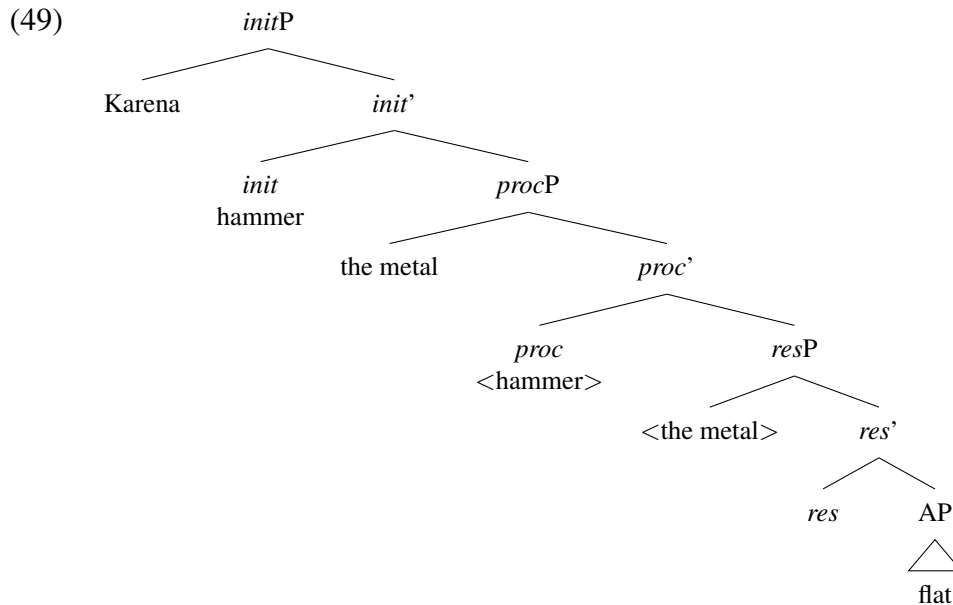 (49) initP
Karena init’
init procP
hammer
the metal proc’
proc resP
<hammer>
<the metal> res’
res AP
flat